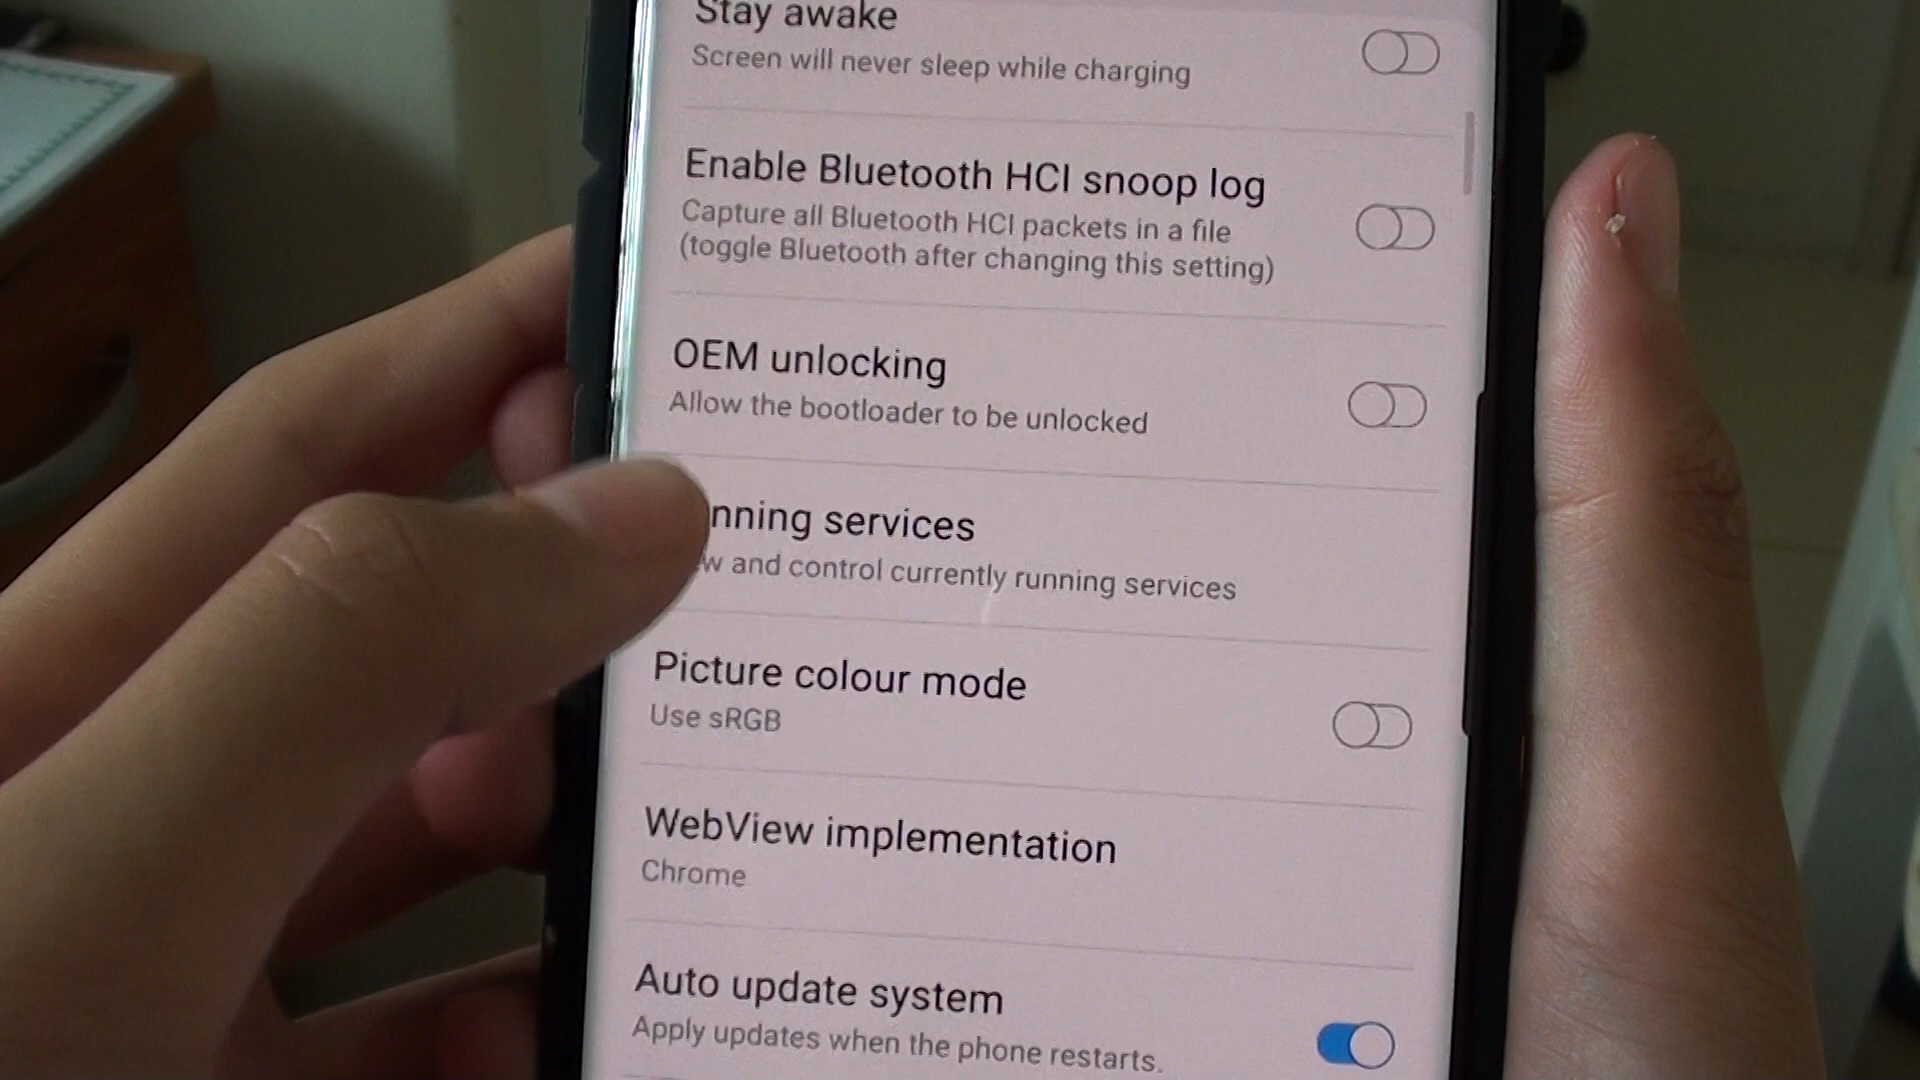 Stay awake
Screen will never sleep while charging
Enable Bluetooth HCI snoop log
Capture all Bluetooth HCI packets in a file
(toggle Bluetooth after changing this setting)
OEM unlocking
Allow the bootloader to be unlocked
nning services
w and control currently running services
Picture colour mode
Use sRGB
WebView implementation
Chrome
Auto update system
Apply updates when the phone restarts.